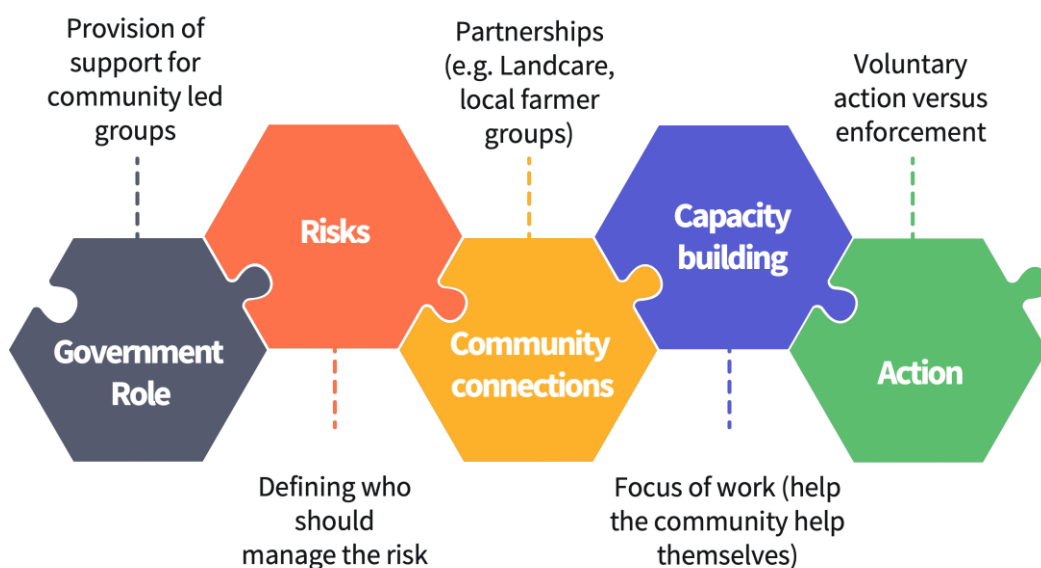 Provision of
support for
community led
groups
Partnerships
(e.g. Landcare,
local farmer
groups)
Voluntary
action versus
enforcement
Government
Role
Risks
Community
connections
Capacity
building
Action
Defining who
should
manage the risk
Focus of work (help
the community help
themselves)